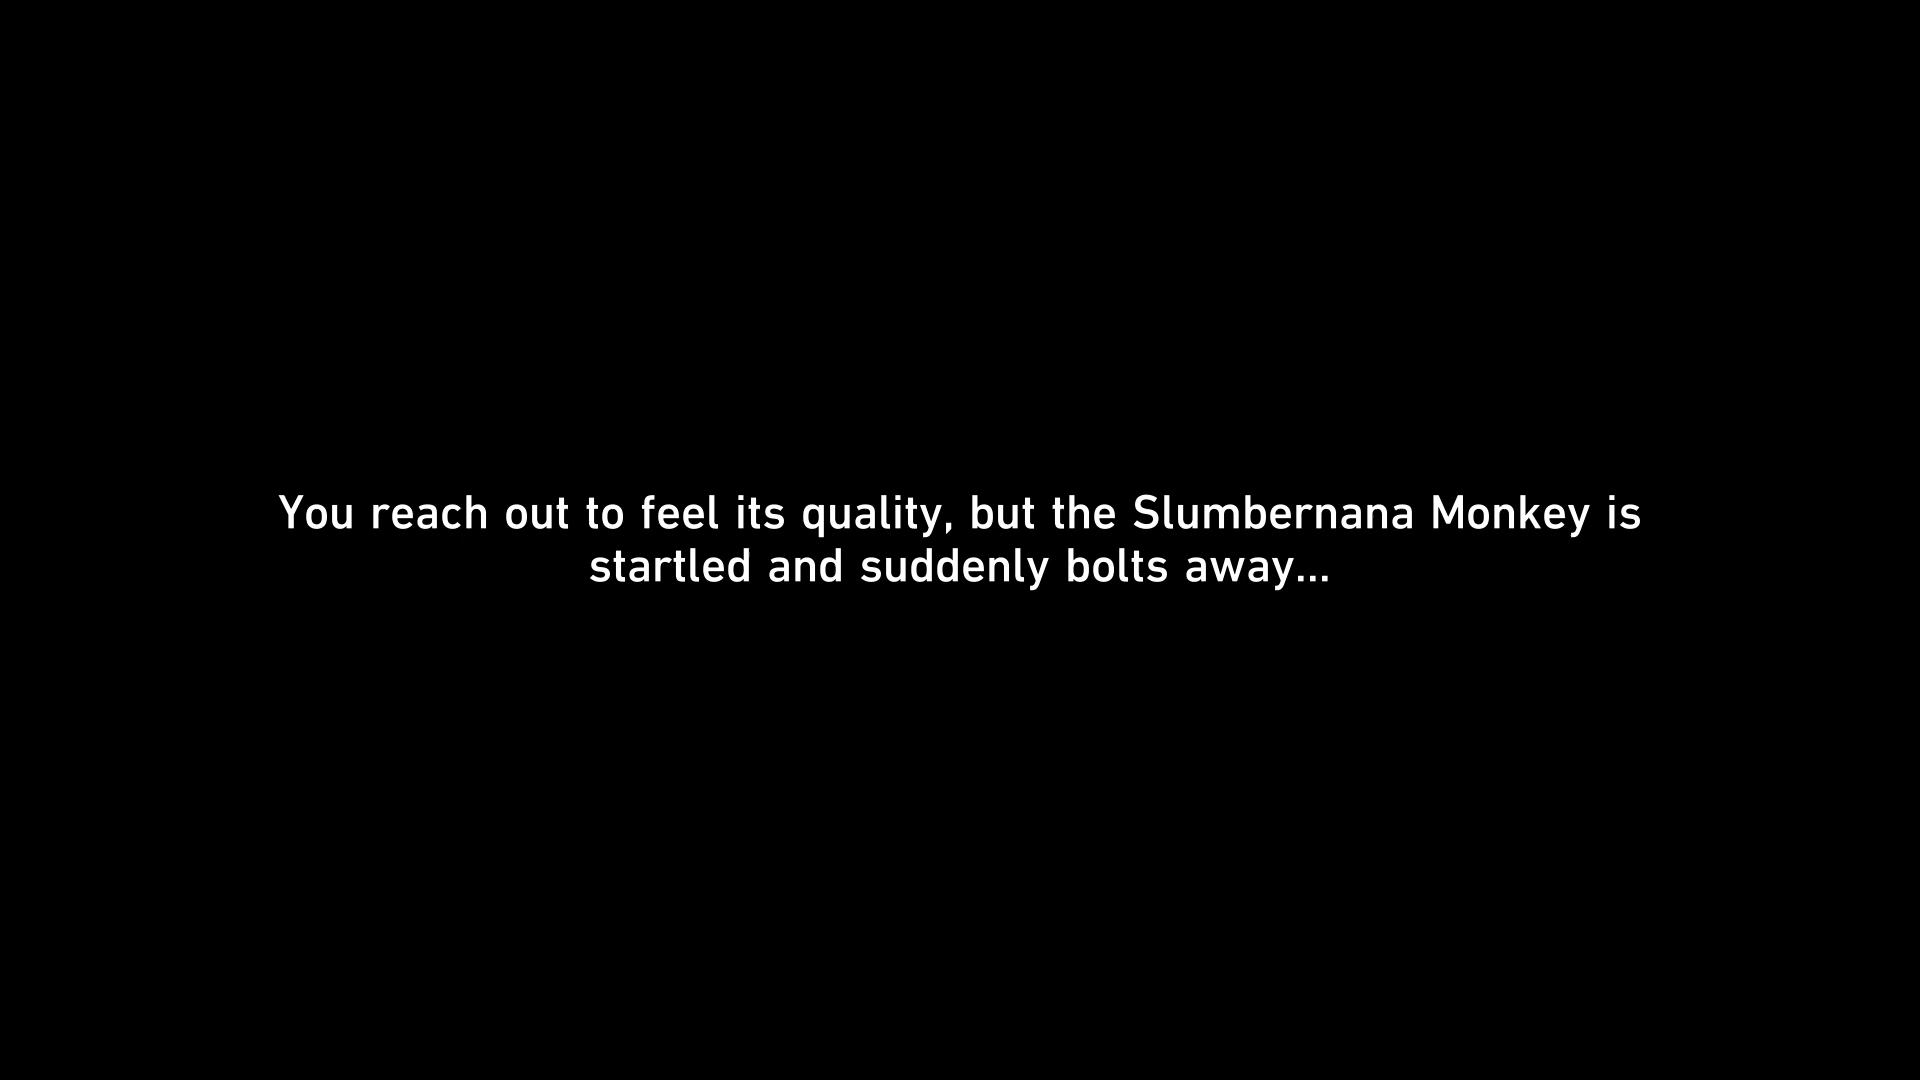 You reach out to feel its quality, but the Slumbernana Monkey is
startled and suddenly bolts away...